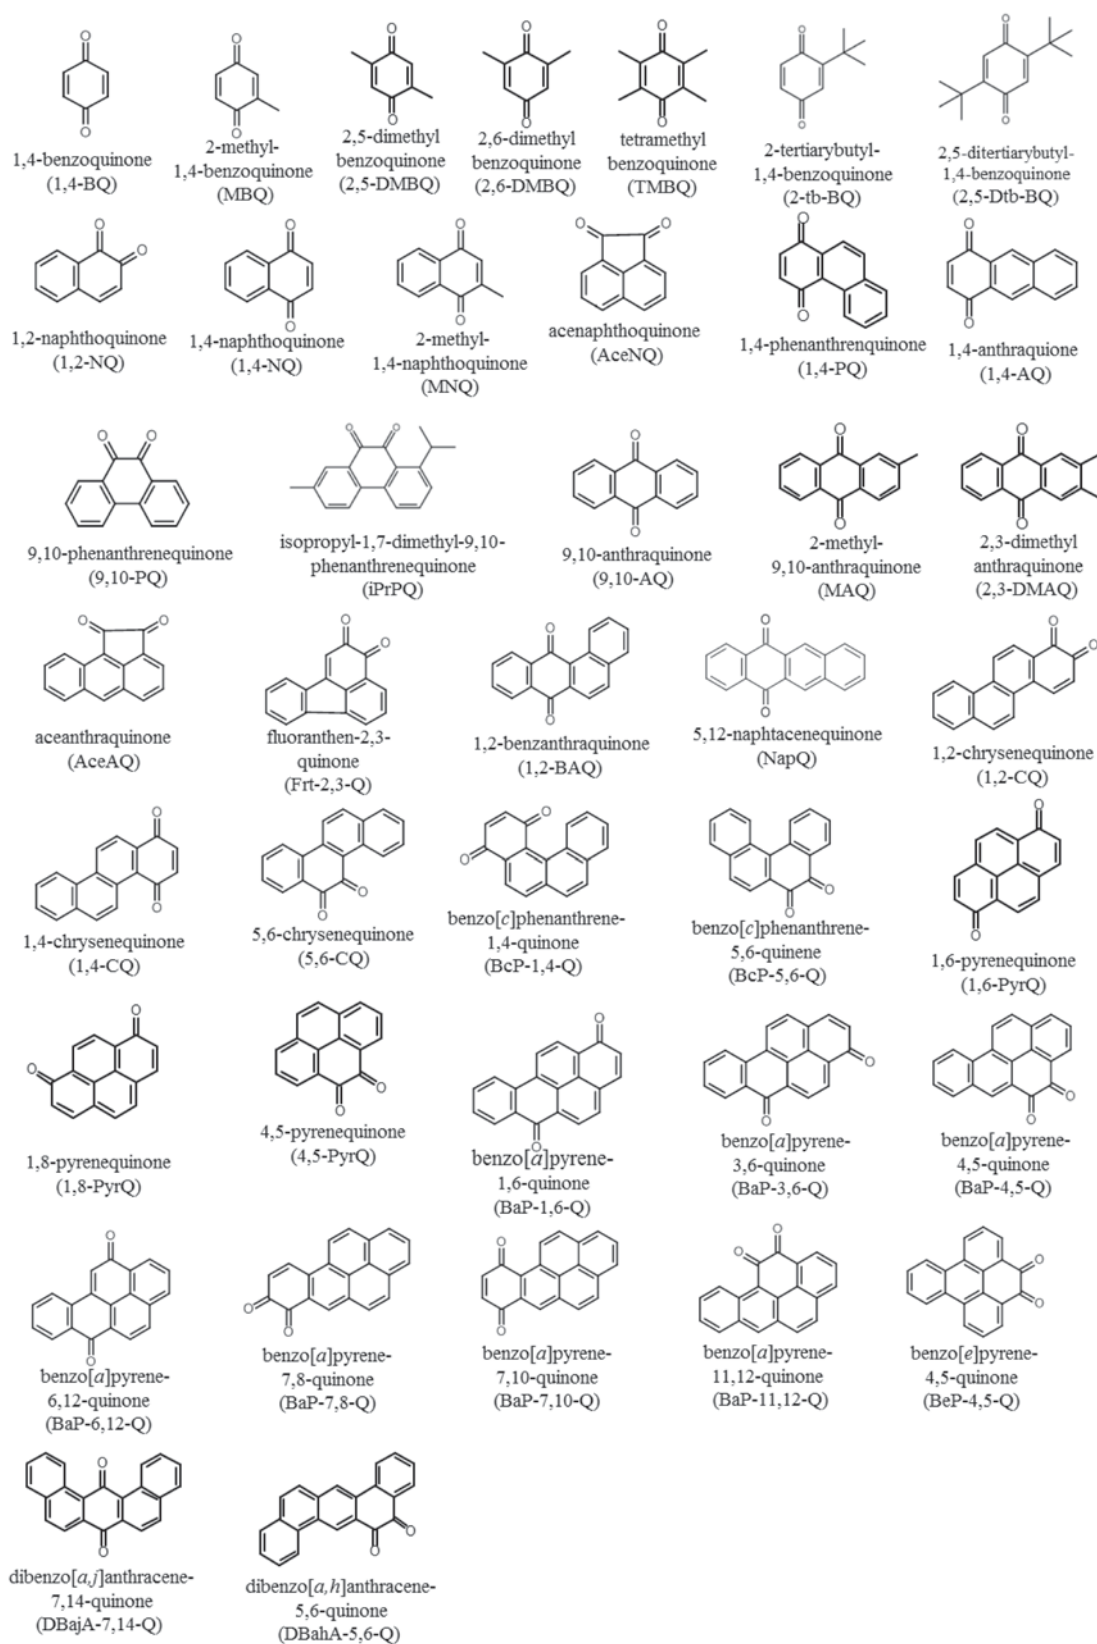 1,4-benzoquinone
(1,4-BQ)
2-methyl-
1,4-benzoquinone
(MBQ)
2,5-dimethyl
benzoquinone
(2,5-DMBQ)
2,6-dimethyl
benzoquinone
(2,6-DMBQ)
tetramethyl
benzoquinone
(TMBQ)
2-tertiarybutyl-
1,4-benzoquinone
(2-tb-BQ)
2,5-ditertiarybutyl-
1,4-benzoquinone
(2,5-Dtb-BQ)
1,2-naphthoquinone
(1,2-NQ)
1,4-naphthoquinone
(1,4-NQ)
2-methyl-
1,4-naphthoquinone
(MNQ)
acenaphthoquinone
(AceNQ)
1,4-phenanthrenquinone
(1,4-PQ)
1,4-anthraquione
(1,4-AQ)
9,10-phenanthrenequinone
(9,10-PQ)
isopropyl-1,7-dimethyl-9,10-
phenanthrenequinone
(iPrPQ)
9,10-anthraquinone
(9,10-AQ)
2-methyl-
9,10-anthraquinone
(MAQ)
2,3-dimethyl
anthraquinone
(2,3-DMAQ)
aceanthraquinone
(AceAQ)
fluoranthen-2,3-
quinone
(Frt-2,3-Q)
1,2-benzanthraquinone
(1,2-BAQ)
5,12-naphtacenequinone
(NapQ)
1,2-chrysenequinone
(1,2-CQ)
1,4-chrysenequinone
(1,4-CQ)
5,6-chrysenequinone
(5,6-CQ)
benzo[c]phenanthrene-
1,4-quinone
(BcP-1,4-Q)
benzo[c]phenanthrene-
5,6-quinene
(BcP-5,6-Q)
1,6-pyrenequinone
(1,6-PyrQ)
1,8-pyrenequinone
(1,8-PyrQ)
4,5-pyrenequinone
(4,5-PyrQ)
benzo[a]pyrene-
1,6-quinone
(BaP-1,6-Q)
benzo[a]pyrene-
3,6-quinone
(BaP-3,6-Q)
benzo[a]pyrene-
4,5-quinone
(BaP-4,5-Q)
benzo[a]pyrene-
6,12-quinone
(BaP-6,12-Q)
benzo[a]pyrene-
7,8-quinone
(BaP-7,8-Q)
benzo[a]pyrene-
7,10-quinone
(BaP-7,10-Q)
benzo[a]pyrene-
11,12-quinone
(BaP-11,12-Q)
benzo[e]pyrene-
4,5-quinone
(BeP-4,5-Q)
dibenzo[a,j]anthracene-
7,14-quinone
(DBajA-7,14-Q)
dibenzo[a,h]anthracene-
5,6-quinone
(DBahA-5,6-Q)